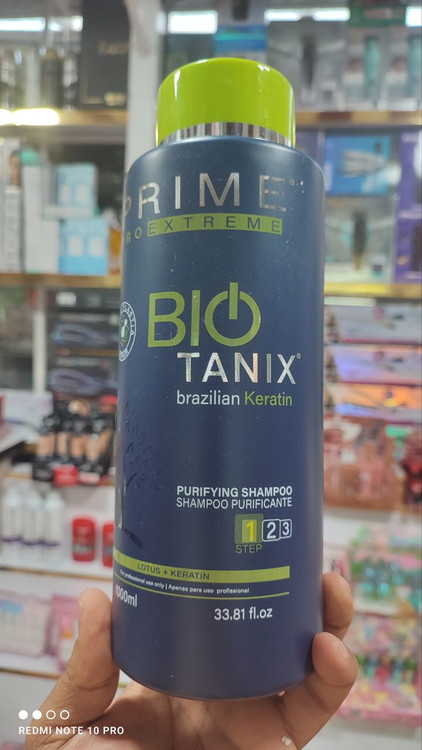 PRIME
PRO EXTREME
BIO
TANIX®
brazilian Keratin
PURIFYING SHAMPOO
SHAMPOO PURIFICANTE
1 2 3
STEP
LOTUS + KERATIN
For professional use only | Apenas para uso profissional
1000ml
33.81 fl.oz
REDMI NOTE 10 PRO